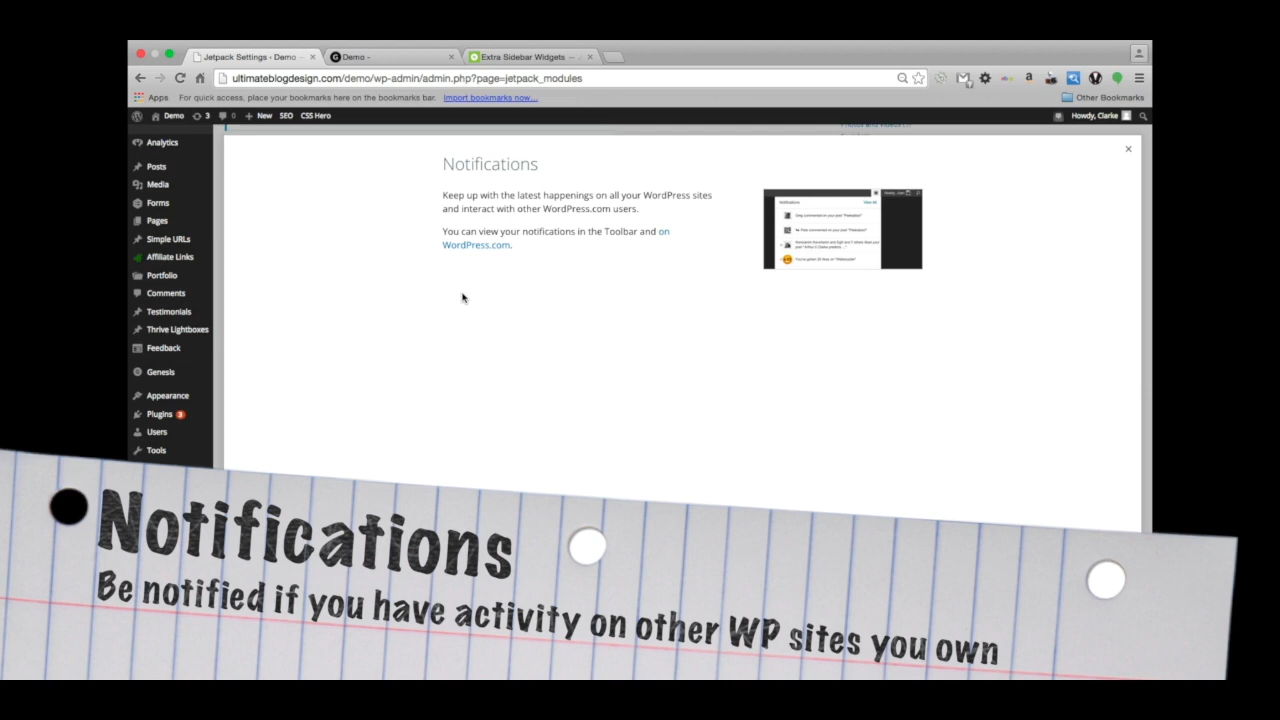 Jetpack Settings · Demo
Demo -
Extra Sidebar Widgets —
ultimateblogdesign.com/demo/wp-admin/admin.php?page=jetpack_modules
Apps
For quick access, place your bookmarks here on the bookmarks bar. Import bookmarks now...
Other Bookmarks
Demo
3
0
New
SEO
CSS Hero
Howdy, Clarke
Analytics
Posts
Media
Forms
Pages
Simple URLs
Affiliate Links
Portfolio
Comments
Testimonials
Thrive Lightboxes
Feedback
Genesis
Appearance
Plugins 3
Users
Tools
Notifications
Keep up with the latest happenings on all your WordPress sites
and interact with other WordPress.com users.
You can view your notifications in the Toolbar and on
WordPress.com.
Notifications
View All
Notifications
Be notified if you have activity on other WP sites you own